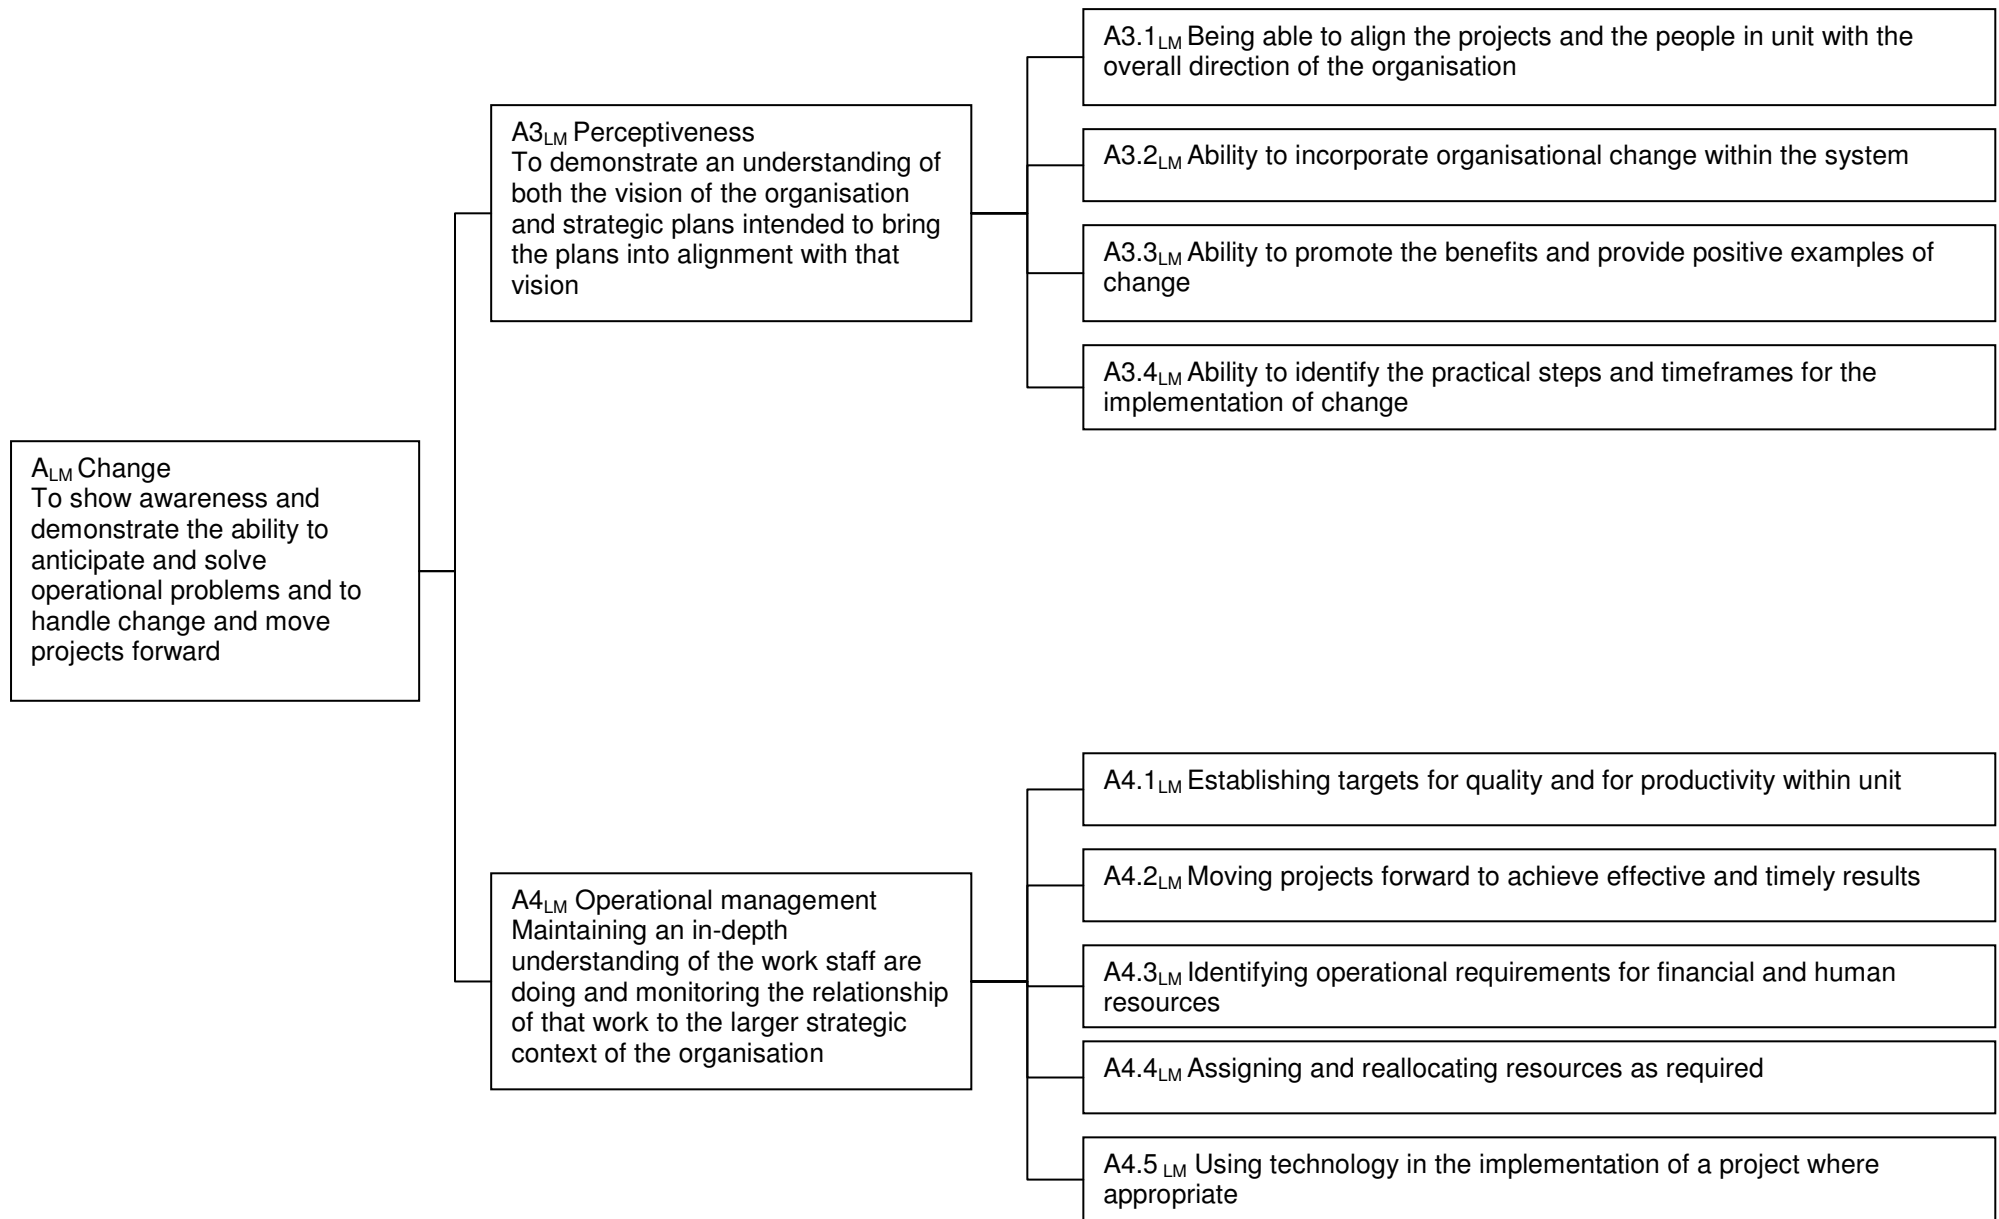 A3.1LM Being able to align the projects and the people in unit with the
overall direction of the organisation
A3LM Perceptiveness
To demonstrate an understanding of
both the vision of the organisation
and strategic plans intended to bring
the plans into alignment with that
vision
A3.2LM Ability to incorporate organisational change within the system
A3.3LM Ability to promote the benefits and provide positive examples of
change
A3.4LM Ability to identify the practical steps and timeframes for the
implementation of change
ALM Change
To show awareness and
demonstrate the ability to
anticipate and solve
operational problems and to
handle change and move
projects forward
A4.1LM Establishing targets for quality and for productivity within unit
A4.2LM Moving projects forward to achieve effective and timely results
A4LM Operational management
Maintaining an in-depth
understanding of the work staff are
doing and monitoring the relationship
of that work to the larger strategic
context of the organisation
A4.3LM Identifying operational requirements for financial and human
resources
A4.4LM Assigning and reallocating resources as required
A4.5 LM Using technology in the implementation of a project where
appropriate